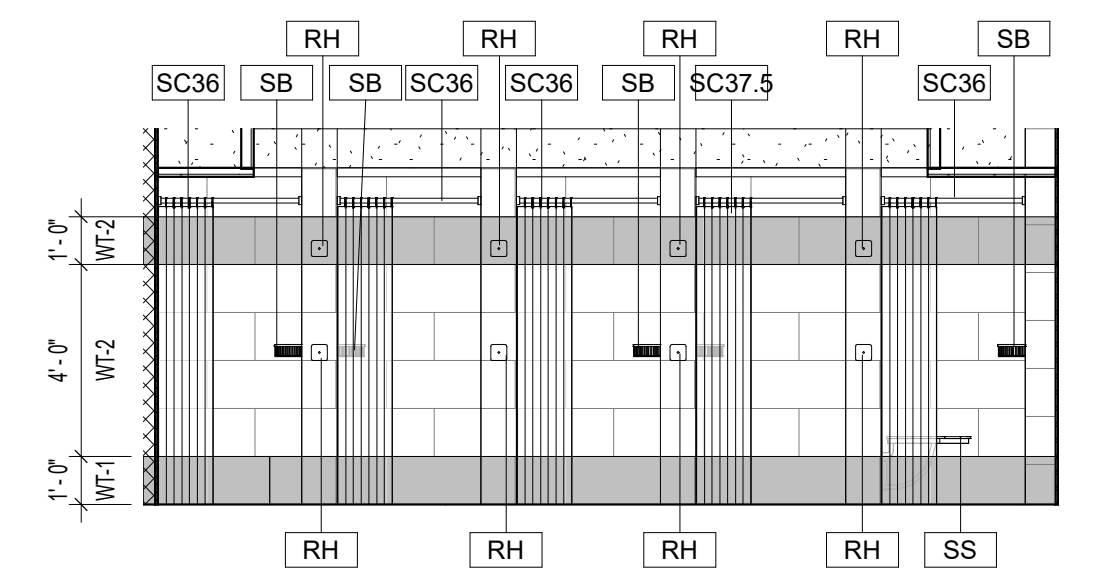 RH RH RH RH SB
SC36 SB SB SC36 SC36 SB SC37.5 SC36
1'- 0" WT-2
4'- 0" WT-2
1'- 0" WT-1
RH RH RH RH SS